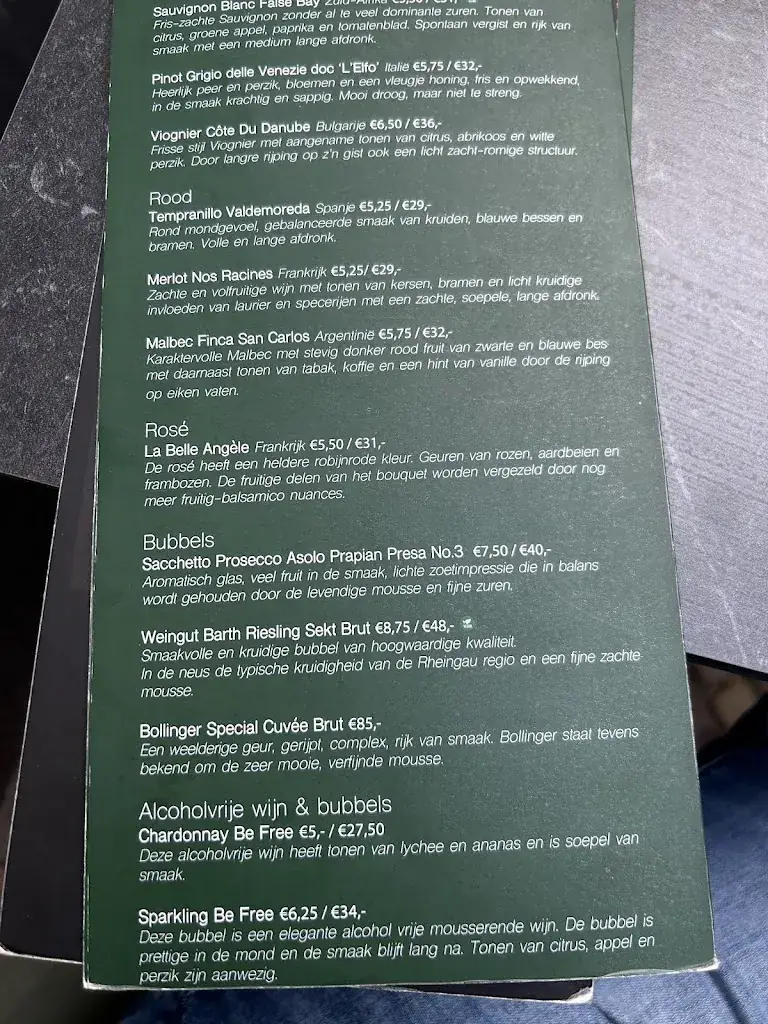 Sauvignon Blanc False Bay Zuid-Afrika
Fris-zachte Sauvignon zonder al te veel dominante zuren. Tonen van
citrus, groene appel, paprika en tomatenblad. Spontaan vergist en rijk van
smaak met een medium lange afdronk.
Pinot Grigio delle Venezie doc 'L'Elfo' Italië €5,75 / €32,-
Heerlijk peer en perzik, bloemen en een vleugje honing, fris en opwekkend,
in de smaak krachtig en sappig. Mooi droog, maar niet te streng.
Viognier Côte Du Danube Bulgarije €6,50 / €36,-
Frisse stijl Viognier met aangename tonen van citrus, abrikoos en witte
perzik. Door langre rijping op z'n gist ook een licht zacht-romige structuur.
Rood
Tempranillo Valdemoreda Spanje €5,25 / €29,-
Rond mondgevoel, gebalanceerde smaak van kruiden, blauwe bessen en
bramen. Volle en lange afdronk.
Merlot Nos Racines Frankrijk €5,25/ €29,-
Zachte en volfruitige wijn met tonen van kersen, bramen en licht kruidige
invloeden van laurier en specerijen met een zachte, soepele, lange afdronk.
Malbec Finca San Carlos Argentinië €5,75 / €32,-
Karaktervolle Malbec met stevig donker rood fruit van zwarte en blauwe bes
met daarnaast tonen van tabak, koffie en een hint van vanille door de rijping
op eiken vaten.
Rosé
La Belle Angèle Frankrijk €5,50 / €31,-
De rosé heeft een heldere robijnrode kleur. Geuren van rozen, aardbeien en
frambozen. De fruitige delen van het bouquet worden vergezeld door nog
meer fruitig-balsamico nuances.
Bubbels
Sacchetto Prosecco Asolo Prapian Presa No.3 €7,50 / €40,-
Aromatisch glas, veel fruit in de smaak, lichte zoetimpressie die in balans
wordt gehouden door de levendige mousse en fijne zuren.
Weingut Barth Riesling Sekt Brut €8,75 / €48,-
Smaakvolle en kruidige bubbel van hoogwaardige kwaliteit.
In de neus de typische kruidigheid van de Rheingau regio en een fijne zachte
mousse.
Bollinger Special Cuvée Brut €85,-
Een weelderige geur, gerijpt, complex, rijk van smaak. Bollinger staat tevens
bekend om de zeer mooie, verfijnde mousse.
Alcoholvrije wijn & bubbels
Chardonnay Be Free €5,- / €27,50
Deze alcoholvrije wijn heeft tonen van lychee en ananas en is soepel van
smaak.
Sparkling Be Free €6,25 / €34,-
Deze bubbel is een elegante alcohol vrije mousserende wijn. De bubbel is
prettige in de mond en de smaak blijft lang na. Tonen van citrus, appel en
perzik zijn aanwezig.